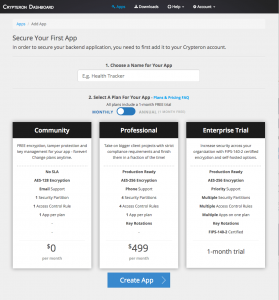 CRYPTERON DASHBOARD
Apps
Downloads
Help
Account
Apps / Add App
Secure Your First App
In order to secure your backend application, you need to first add it to your Crypteron account.
1. Choose a Name for Your App
E.g. Health Tracker
2. Select A Plan For Your App - Plans & Pricing FAQ
All plans include a 1-month FREE trial
MONTHLY ANNUAL (1 MONTH FREE)
Community
FREE encryption, tamper protection and key management for your app - forever! Change plans anytime.
No SLA
AES-128 Encryption
Email Support
1 Security Partition
1 Access Control Rule
1 App per plan
-
-
$0
per month
Professional
Take on bigger client projects with strict compliance requirements and finish them in a fraction of the time!
Production Ready
AES-256 Encryption
Phone Support
4 Access Control Rules
1 App per plan
Key Rotations
-
$499
per month
Enterprise Trial
Increase security across your organisation with FIPS 140-2 certified encryption and self-hosted options.
Production Ready
AES-256 Encryption
Priority Support
Multiple Security Partitions
Multiple Access Control Rules
Multiple Apps on one plan
Key Rotations
FIPS-140-2 Certified
1-month trial
Create App